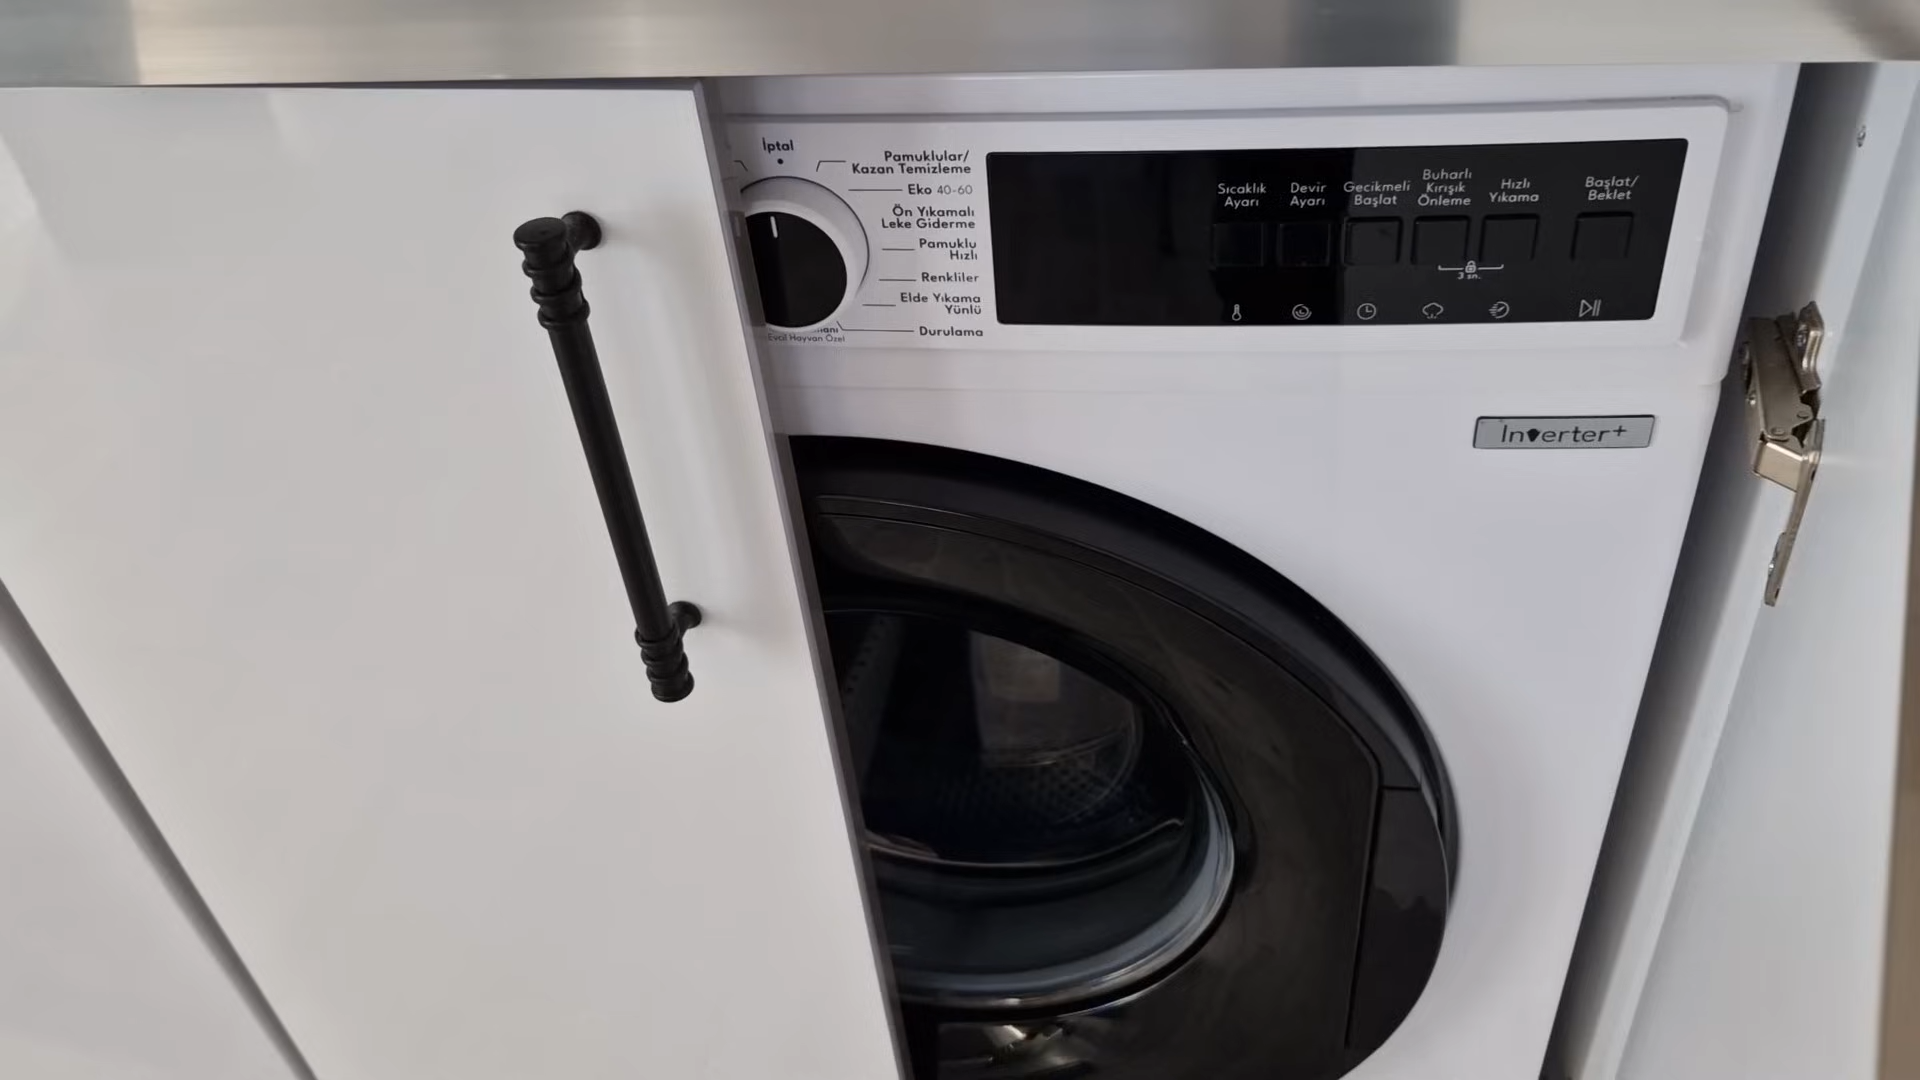 İptal
Pamuklular/
Kazan Temizleme
Eko 40-60
Ön Yıkamalı
Leke Giderme
Pamuklu
Hızlı
Renkliler
Elde Yıkama
Yünlü
Durulama
Evcil Hayvan Özel
Sıcaklık
Ayarı
Devir
Ayarı
Gecikmeli
Başlat
Buharlı
Kırışık
Önleme
Hızlı
Yıkama
Başlat/
Beklet
3 sn.
Inverter+